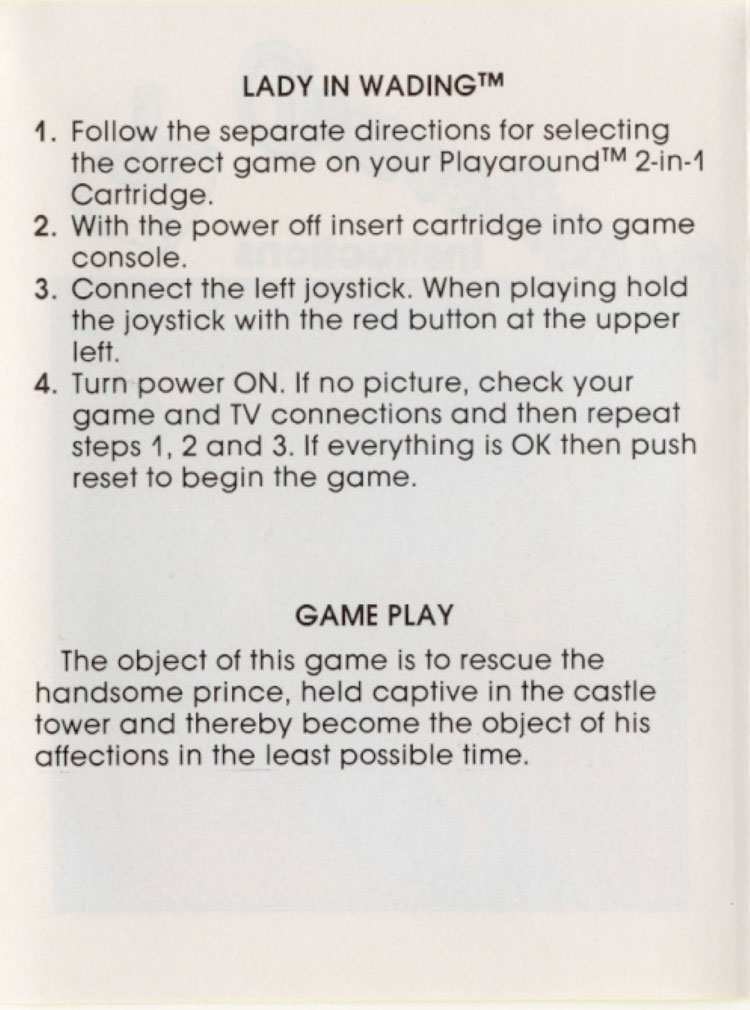 LADY IN WADING™
1. Follow the separate directions for selecting
the correct game on your Playaround™ 2-in-1
Cartridge.
2. With the power off insert cartridge into game
console.
3. Connect the left joystick. When playing hold
the joystick with the red button at the upper
left.
4. Turn power ON. If no picture, check your
game and TV connections and then repeat
steps 1, 2 and 3. If everything is OK then push
reset to begin the game.
GAME PLAY
The object of this game is to rescue the
handsome prince, held captive in the castle
tower and thereby become the object of his
affections in the least possible time.